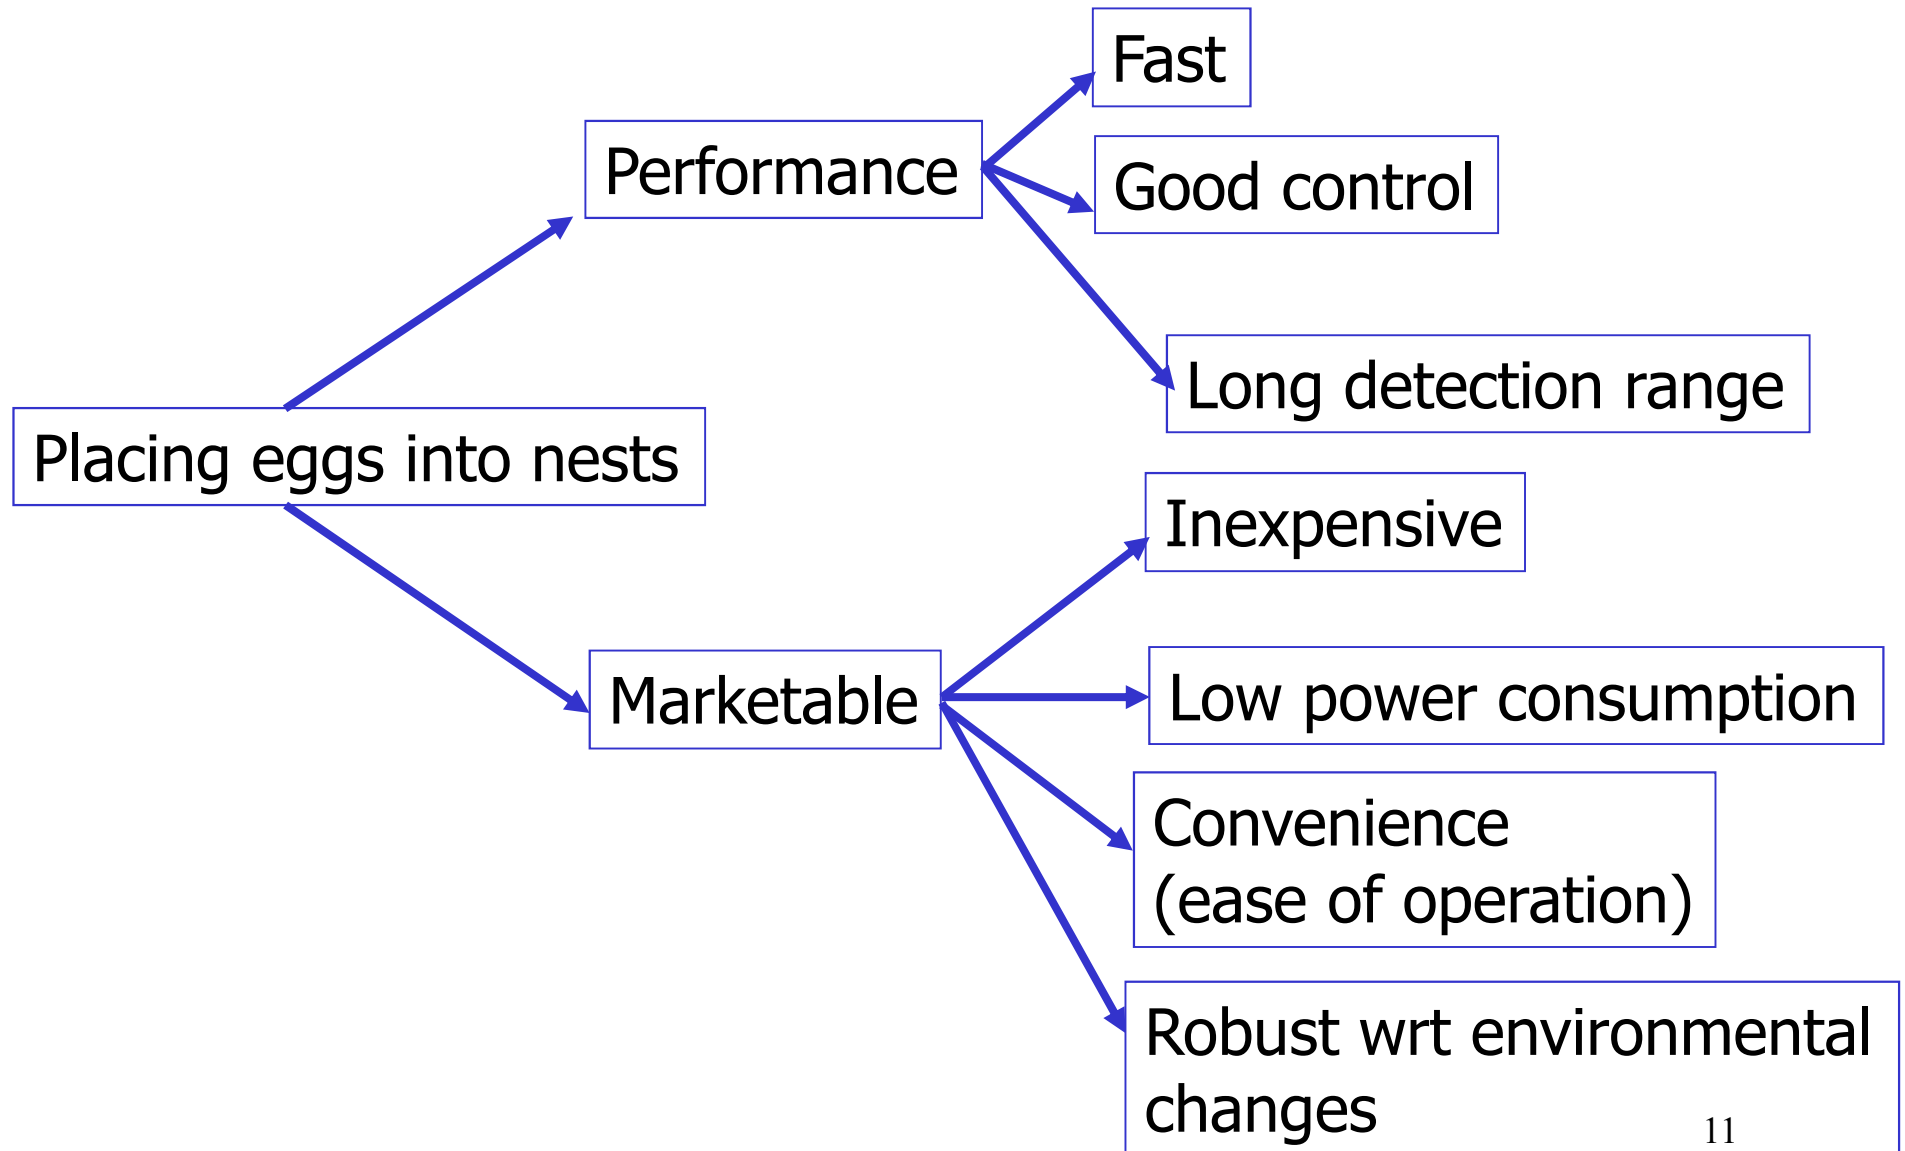 Fast
Performance
Good control
Long detection range
Placing eggs into nests
Inexpensive
Marketable
Low power consumption
Convenience
(ease of operation)
Robust wrt environmental
changes
11